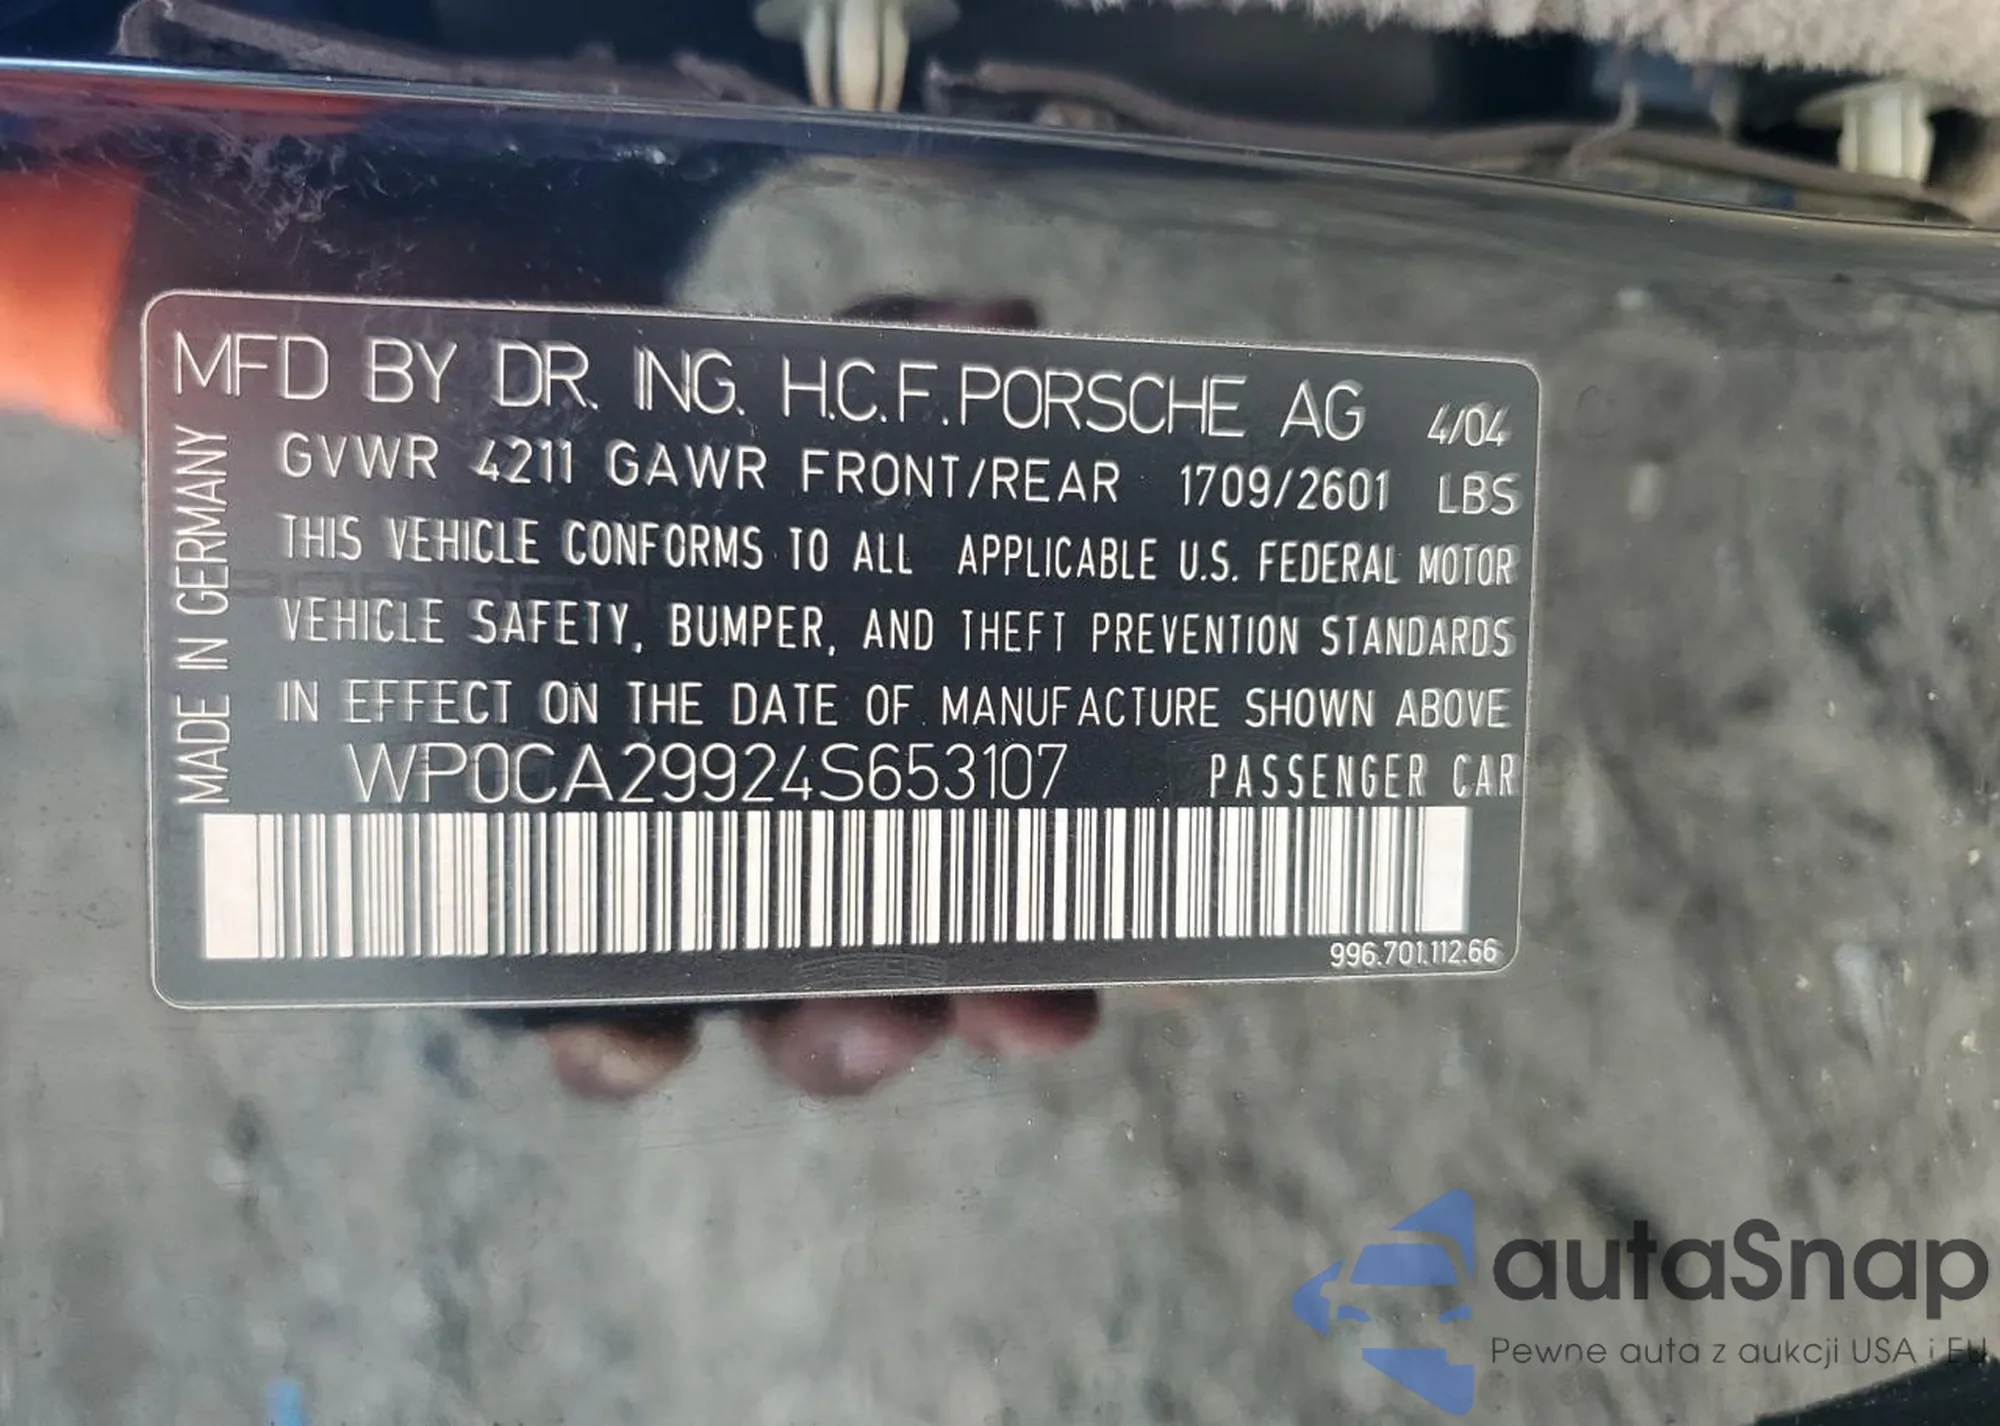 MFD BY DR. ING. H.C.F. PORSCHE AG 4/04
GVWR 4211 GAWR FRONT/REAR 1709/2601 LBS
THIS VEHICLE CONFORMS TO ALL APPLICABLE U.S. FEDERAL MOTOR
VEHICLE SAFETY, BUMPER, AND THEFT PREVENTION STANDARDS
IN EFFECT ON THE DATE OF MANUFACTURE SHOWN ABOVE
WP0CA29924S653107 PASSENGER CAR
996.701.112.66
MADE IN GERMANY
autaSnap
Pewne auta z aukcji USA i EU